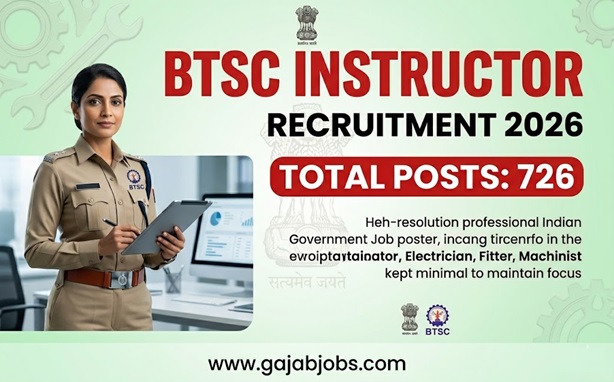 BTSC INSTRUCTOR
RECRUITMENT 2026
TOTAL POSTS: 726
Heh-resolution professional Indian
Government Job poster, incang tircenrfo in the
ewoiptaytainator, Electrician, Fitter, Machinist
kept minimal to maintain focus
सत्यमेव जयते
BTSC
BTSC
www.gajabjobs.com